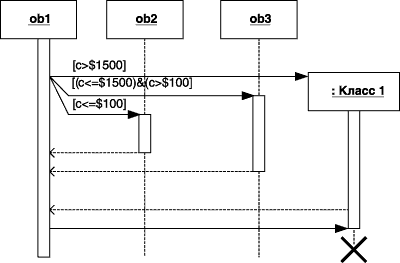 ob1 ob2 ob3
[c>$1500]
[(c<=$1500)&(c>$100]
[c<=$100]
: Класс 1